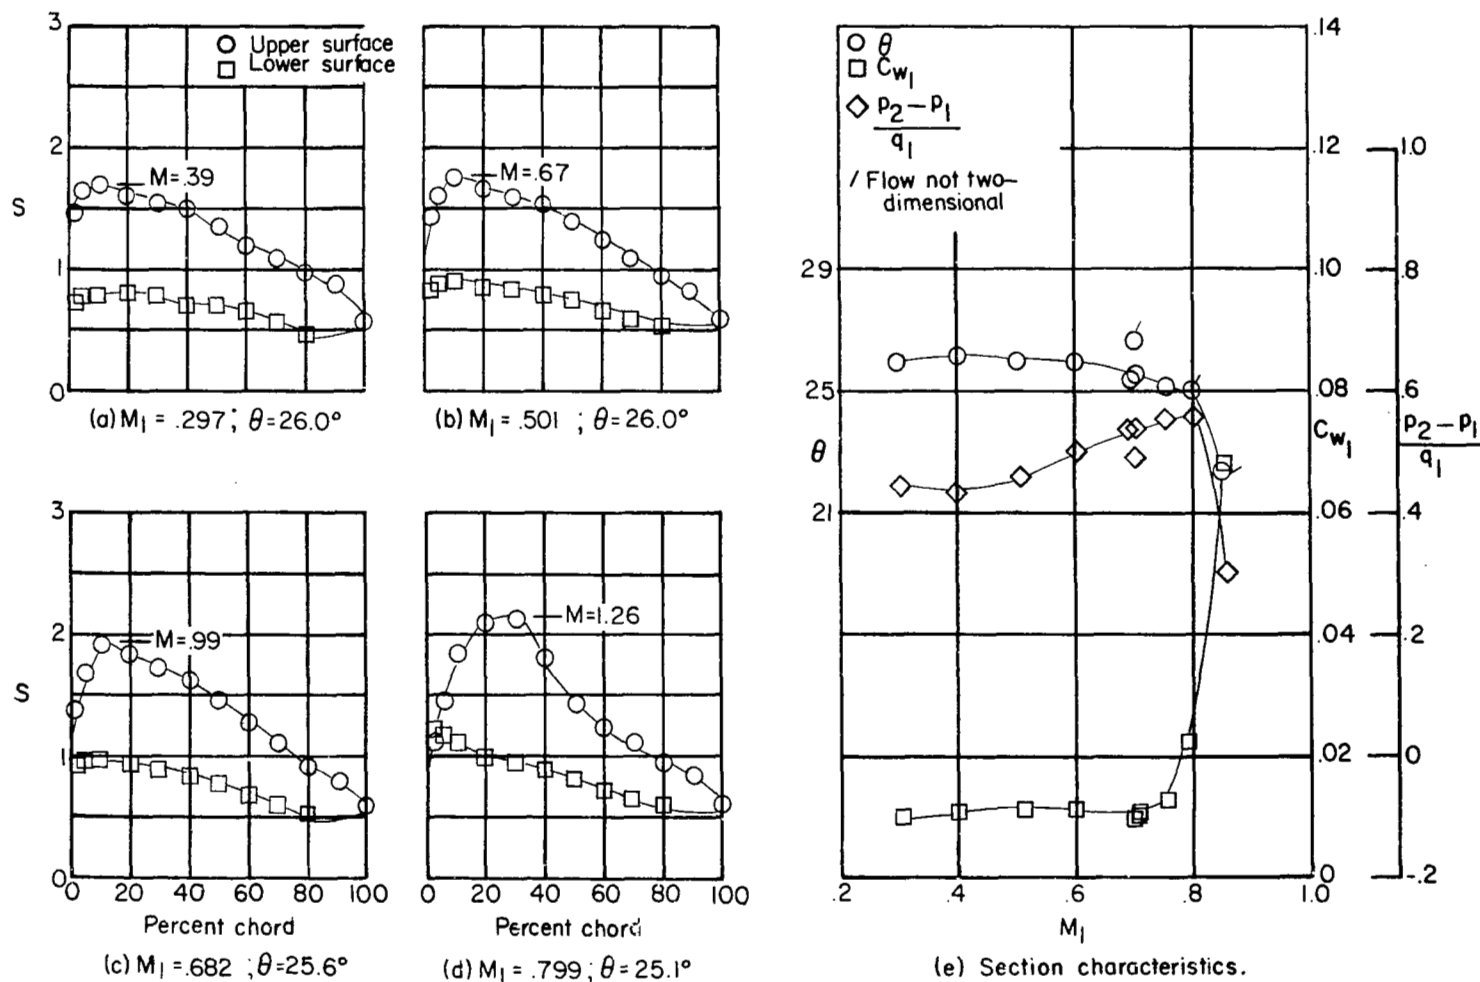 3
2
S
1
0
○ Upper surface
□ Lower surface
M=.39
(a) M₁ = .297; θ=26.0°
M=.67
(b) M₁ = .501 ; θ=26.0°
3
2
S
1
0
M=.99
0 20 40 60 80 100
Percent chord
(c) M₁ =.682 ;θ=25.6°
M=1.26
0 20 40 60 80 100
Percent chord
(d) M₁ = .799; θ=25.1°
○ θ
□ Cw₁
◇ p₂–p₁
q₁
/ Flow not two–
dimensional
29
25
θ
21
.14
.12
.10
.08
Cw₁
.06
.04
.02
.0
1.0
.8
.6
p₂–p₁
q₁
.4
.2
0
-.2
.2 .4 .6 .8 1.0
M₁
(e) Section characteristics.